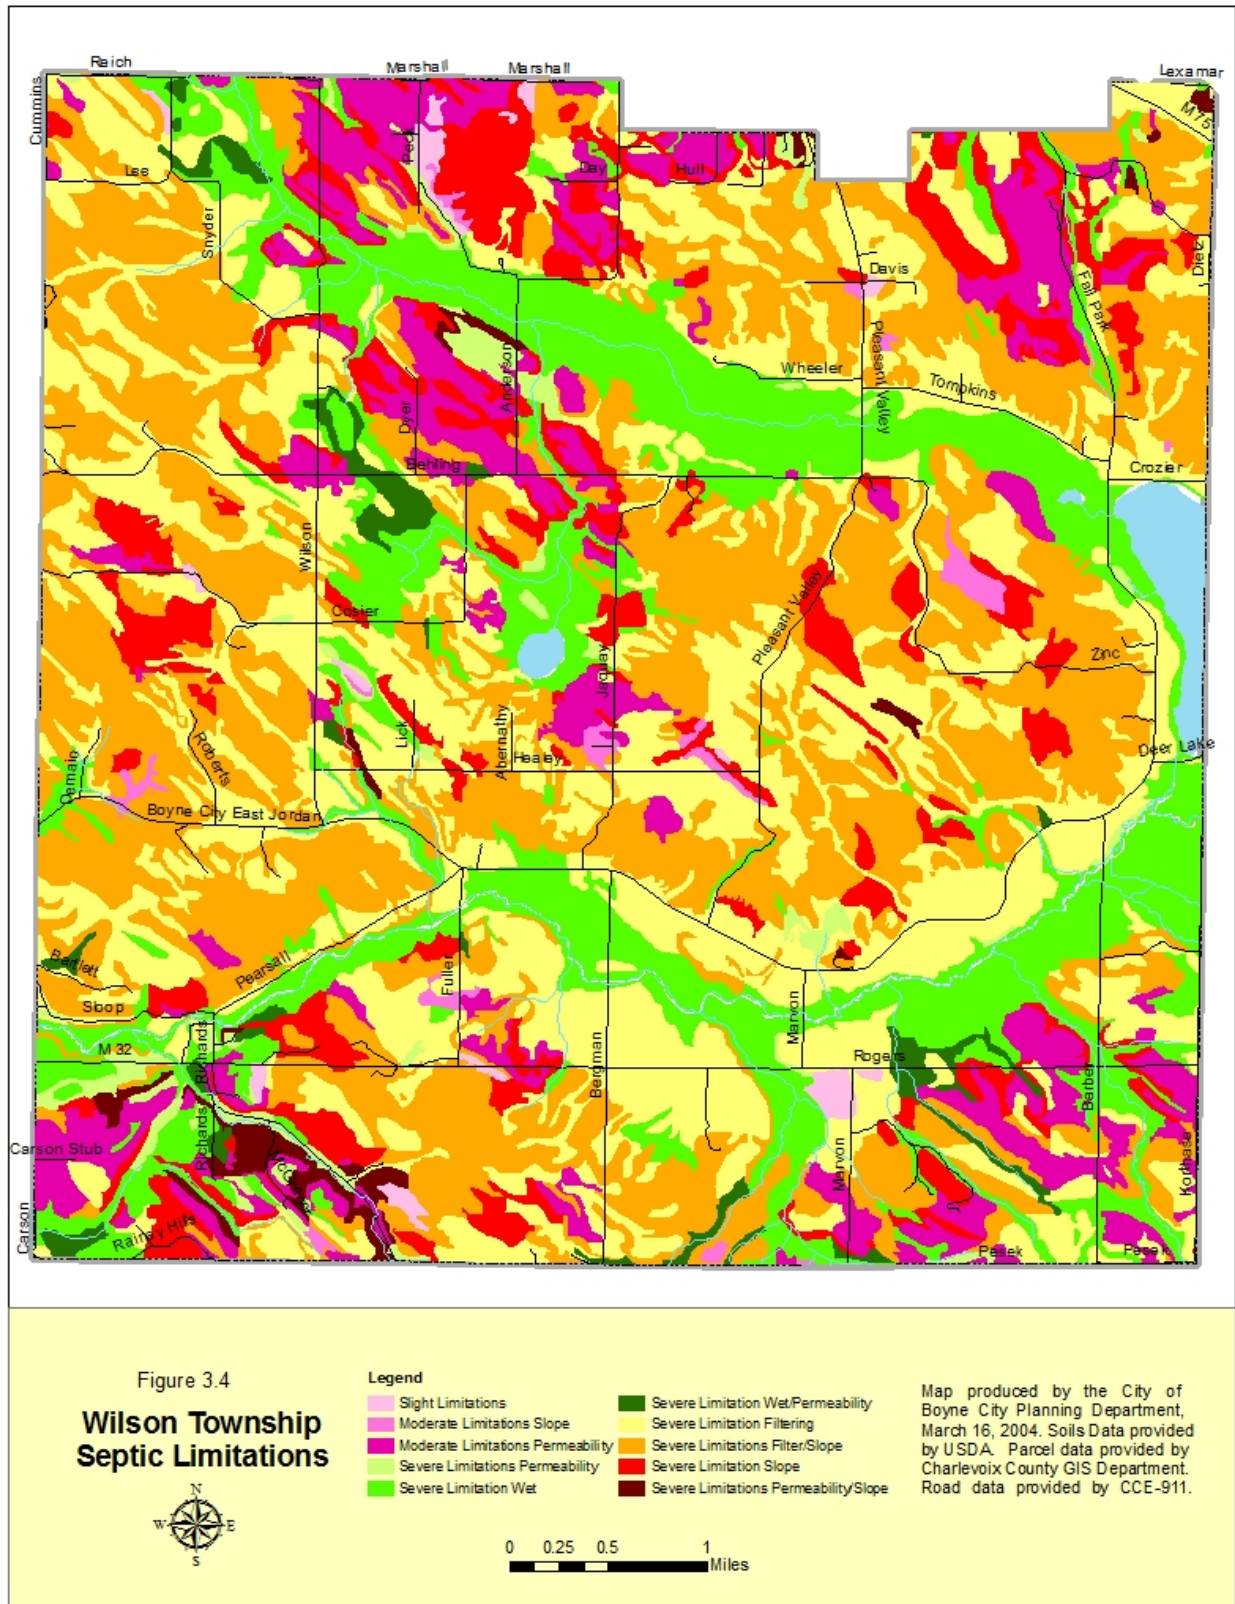 Raich
Marshall
Marshall
Lexamar
Cummins
M 75
Peck
Lee
Day
Hull
Snyder
Dietz
Davis
Fall Park
Pleasant Valley
Wheeler
Tompkins
Anderson
Dyer
Behling
Crozier
Wilson
Pleasant Valley
Cosier
Zinc
Jaquay
Abernathy
Lick
Roberts
Healey
Deer Lake
Demain
Boyne City East Jordan
Bartlett
Pearsall
Fuller
Sloop
Marvon
M 32
Richards
Bergman
Rogers
Barber
Richards
Carson Stub
Marvon
Korthase
Carson
Rainey Hills
Pesek
Pesek
Figure 3.4
Wilson Township
Septic Limitations
N
W
E
S
Legend
Slight Limitations
Moderate Limitations Slope
Moderate Limitations Permeability
Severe Limitations Permeability
Severe Limitation Wet
Severe Limitation Wet/Permeability
Severe Limitation Filtering
Severe Limitations Filter/Slope
Severe Limitation Slope
Severe Limitations Permeability/Slope
Map produced by the City of
Boyne City Planning Department,
March 16, 2004. Soils Data provided
by USDA. Parcel data provided by
Charlevoix County GIS Department.
Road data provided by CCE-911.
0 0.25 0.5 1
Miles